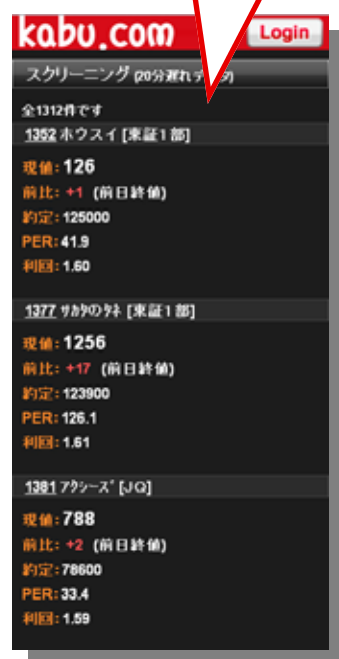 kabu.com
Login
スクリーニング (20分遅れデータ)
全1312件です
1352 ホウスイ [東証1部]
現値: 126
前比: +1 (前日終値)
約定: 125000
PER: 41.9
利回: 1.60
1377 ｻｶﾀのﾀﾈ [東証1部]
現値: 1256
前比: +17 (前日終値)
約定: 123900
PER: 126.1
利回: 1.61
1381 ｱｸｼｰｽﾞ [JQ]
現値: 788
前比: +2 (前日終値)
約定: 78600
PER: 33.4
利回: 1.59